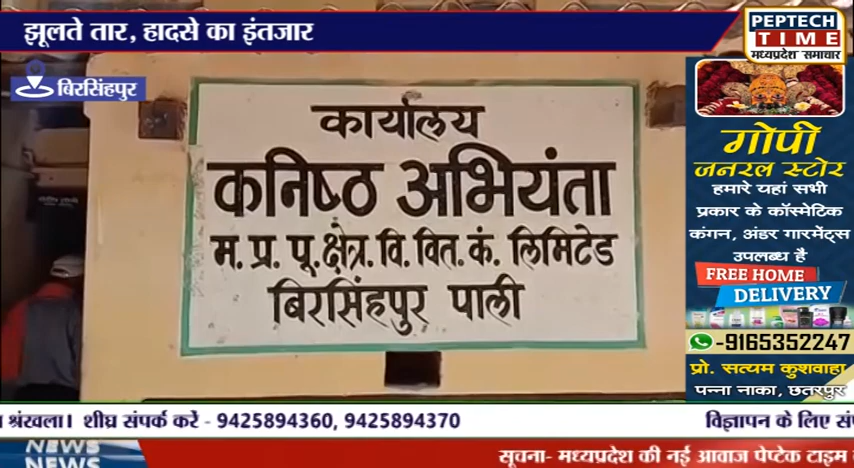 झूलते तार, हादसे का इंतजार
PEPTECH
TIME
मध्यप्रदेश समाचार
बिरसिंहपुर
कार्यालय
कनिष्ठ अभियंता
म. प्र. पू. क्षेत्र. वि. वित. कं. लिमिटेड
बिरसिंहपुर पाली
गोपी
जनरल स्टोर
हमारे यहां सभी
प्रकार के कॉस्मेटिक
कंगन, अंडर गारमेंट्स
उपलब्ध है
FREE HOME
DELIVERY
-9165352247
प्रो. सत्यम कुशवाहा
पन्ना नाका, छतरपुर
श्रंखला। शीघ्र संपर्क करें - 9425894360, 9425894370
विज्ञापन के लिए
NEWS
NEWS
सूचना- मध्यप्रदेश की नई आवाज पेप्टेक टाइम